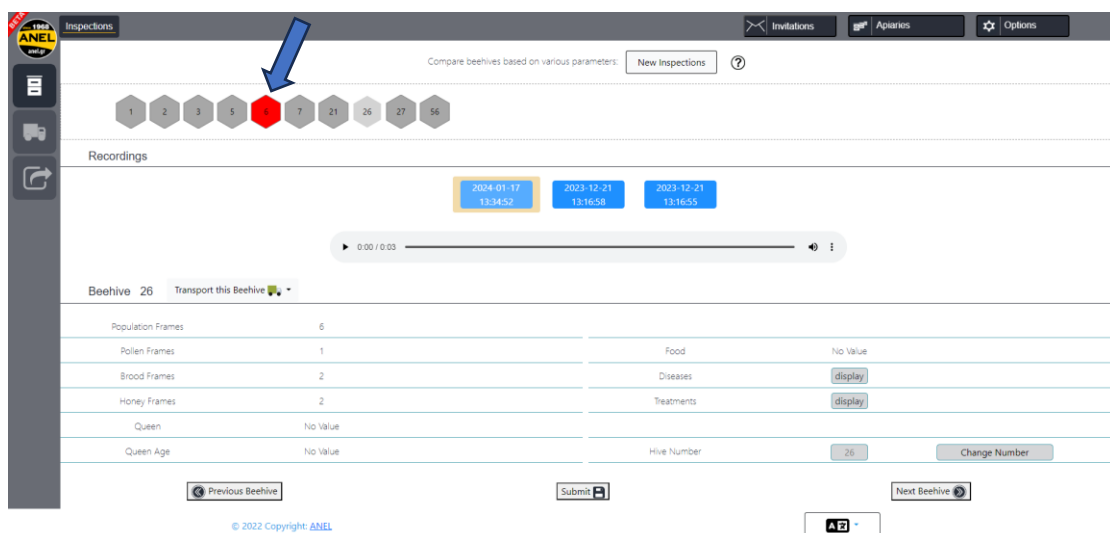 BETA
1968
ANEL
anel.gr
Inspections
Invitations
Apiaries
Options
Compare beehives based on various parameters: New Inspections ?
1 2 3 5 6 7 21 26 27 56
Recordings
2024-01-17 2023-12-21 2023-12-21
13:34:52 13:16:58 13:16:55
0:00 / 0:03
Beehive 26 Transport this Beehive
Population Frames 6
Pollen Frames 1 Food No Value
Brood Frames 2 Diseases display
Honey Frames 2 Treatments display
Queen No Value
Queen Age No Value Hive Number 26 Change Number
Previous Beehive Submit Next Beehive
© 2022 Copyright: ANEL